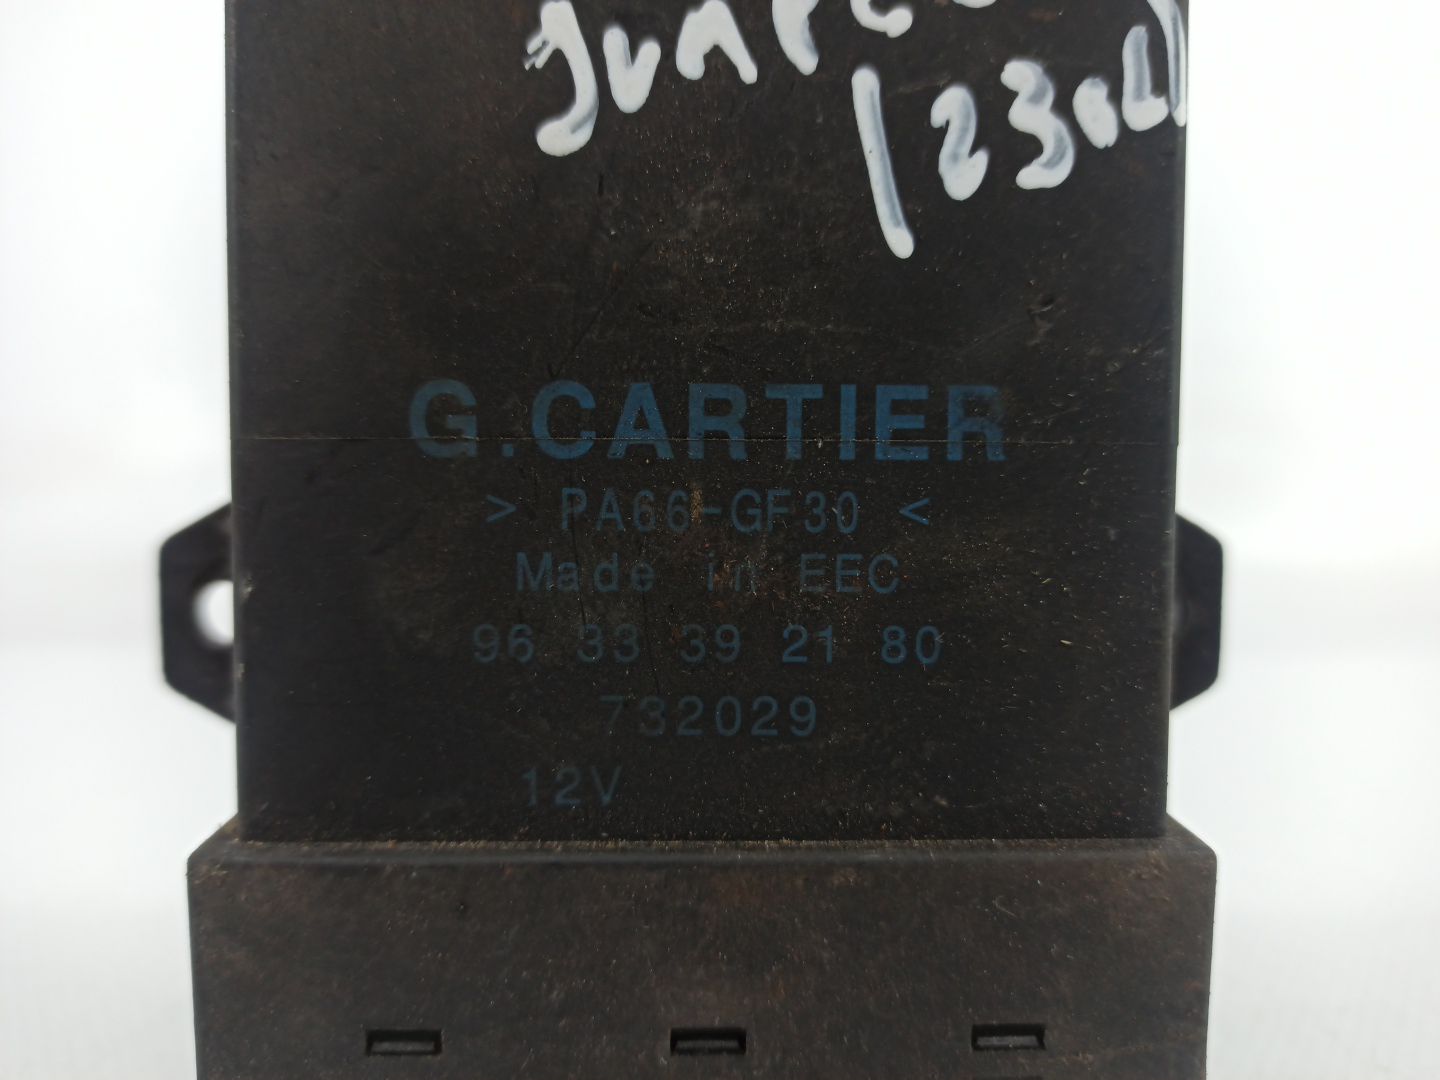 G.CARTIER
> PA66-GF30 <
Made in EEC
96 33 39 21 80
732029
12V